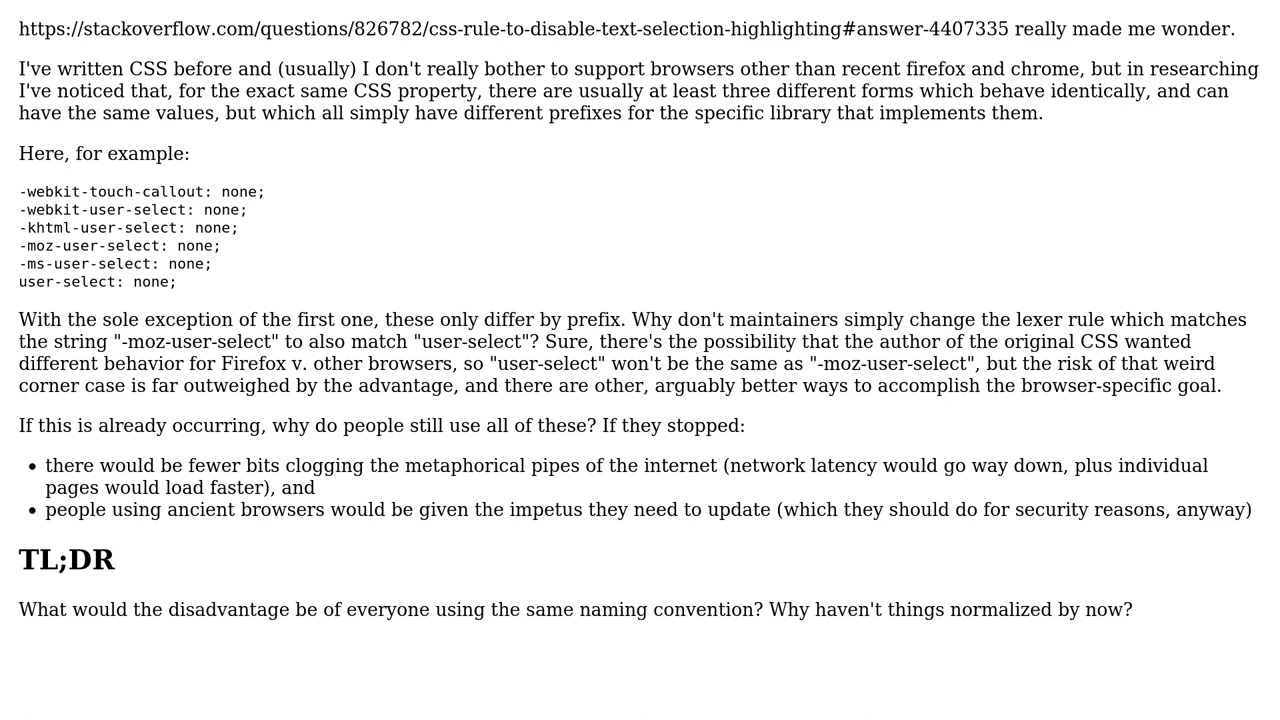 https://stackoverflow.com/questions/826782/css-rule-to-disable-text-selection-highlighting#answer-4407335 really made me wonder.
I've written CSS before and (usually) I don't really bother to support browsers other than recent firefox and chrome, but in researching
I've noticed that, for the exact same CSS property, there are usually at least three different forms which behave identically, and can
have the same values, but which all simply have different prefixes for the specific library that implements them.
Here, for example:
-webkit-touch-callout: none;
-webkit-user-select: none;
-khtml-user-select: none;
-moz-user-select: none;
-ms-user-select: none;
user-select: none;
With the sole exception of the first one, these only differ by prefix. Why don't maintainers simply change the lexer rule which matches
the string "-moz-user-select" to also match "user-select"? Sure, there's the possibility that the author of the original CSS wanted
different behavior for Firefox v. other browsers, so "user-select" won't be the same as "-moz-user-select", but the risk of that weird
corner case is far outweighed by the advantage, and there are other, arguably better ways to accomplish the browser-specific goal.
If this is already occurring, why do people still use all of these? If they stopped:
• there would be fewer bits clogging the metaphorical pipes of the internet (network latency would go way down, plus individual
pages would load faster), and
• people using ancient browsers would be given the impetus they need to update (which they should do for security reasons, anyway)
TL;DR
What would the disadvantage be of everyone using the same naming convention? Why haven't things normalized by now?